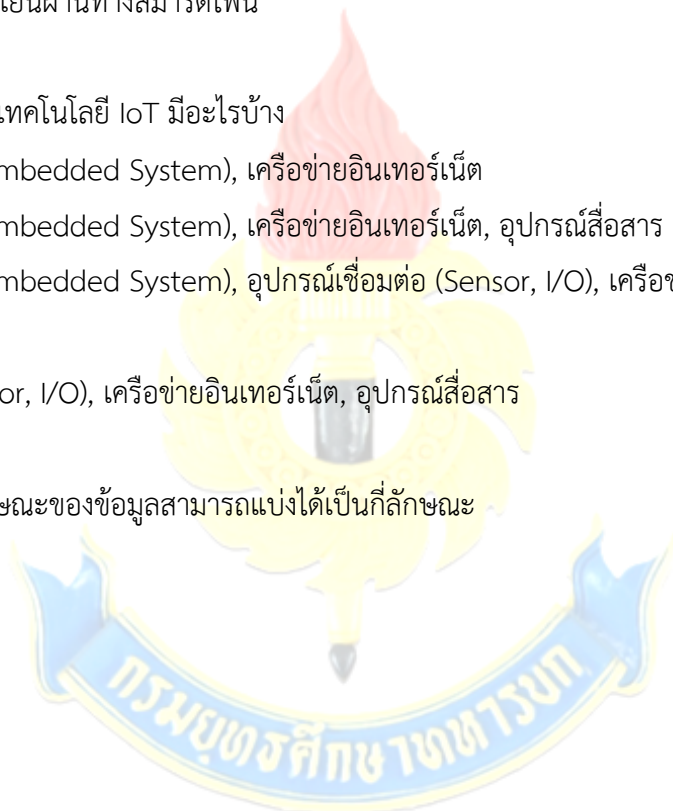 เย็นผ่านทางสมาร์ตโฟน
เทคโนโลยี IoT มีอะไรบ้าง
mbedded System), เครือข่ายอินเทอร์เน็ต
mbedded System), เครือข่ายอินเทอร์เน็ต, อุปกรณ์สื่อสาร
mbedded System), อุปกรณ์เชื่อมต่อ (Sensor, I/O), เครือข
or, I/O), เครือข่ายอินเทอร์เน็ต, อุปกรณ์สื่อสาร
ษณะของข้อมูลสามารถแบ่งได้เป็นกี่ลักษณะ
กรมยุทธศึกษาทหารบก